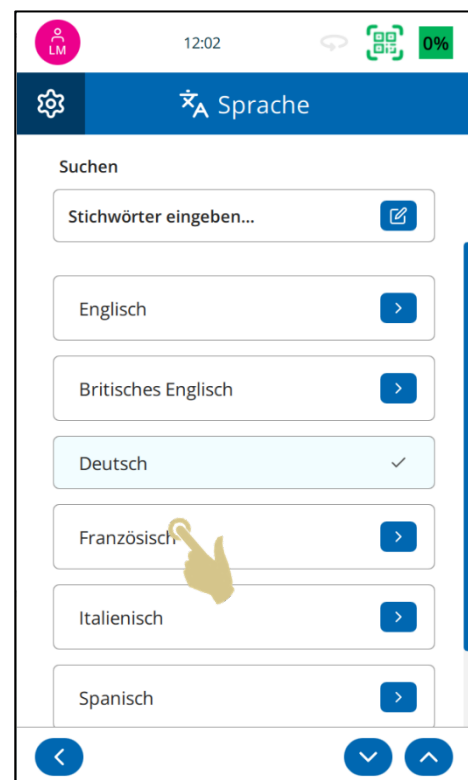 LM
12:02
0%
Sprache
Suchen
Stichwörter eingeben...
Englisch
Britisches Englisch
Deutsch
Französisch
Italienisch
Spanisch